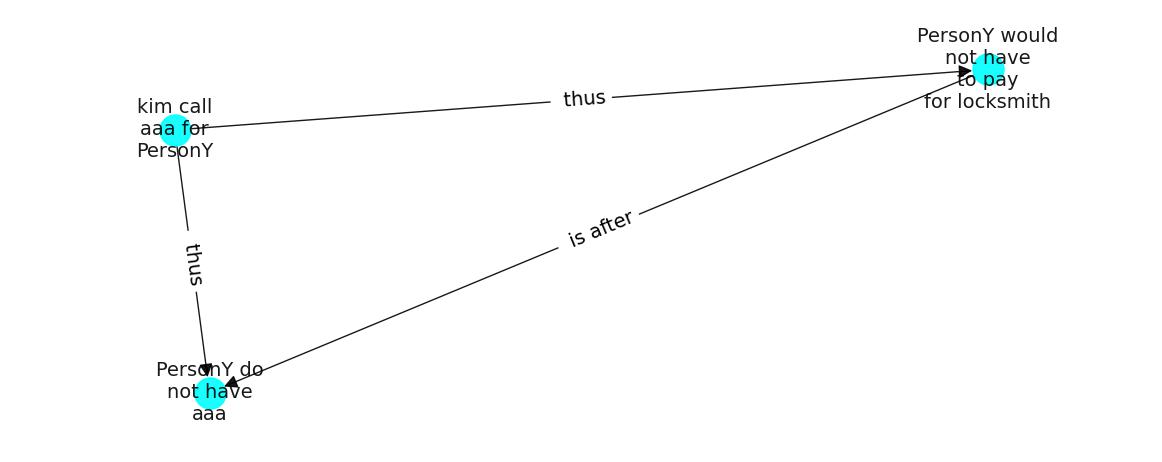 PersonY would
not have
to pay
for locksmith
thus
kim call
aaa for
PersonY
is after
thus
PersonY do
not have
aaa